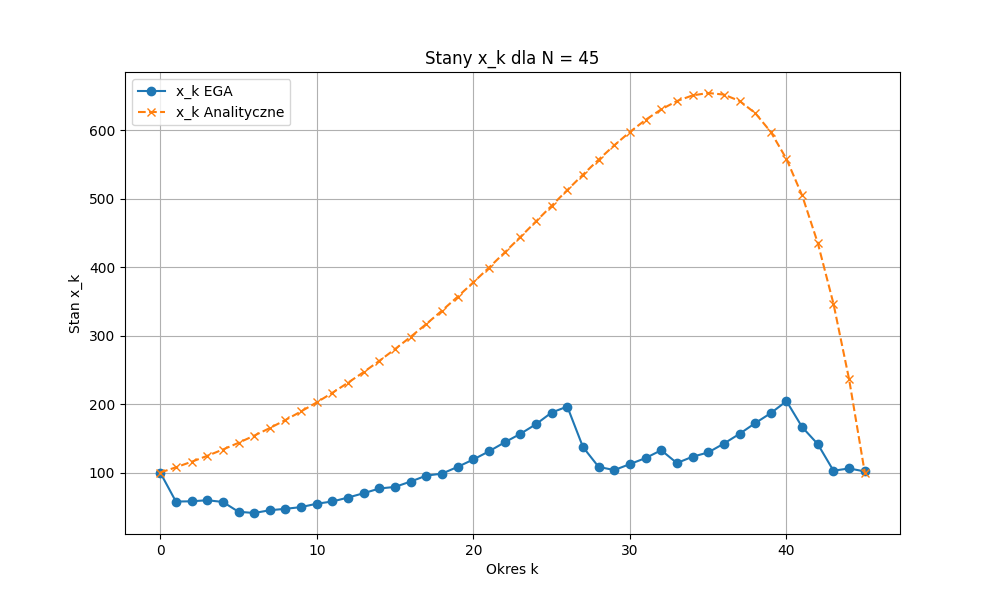 Stany x_k dla N = 45
x_k EGA
x_k Analityczne
Stan x_k
600
500
400
300
200
100
0
10
20
30
40
Okres k